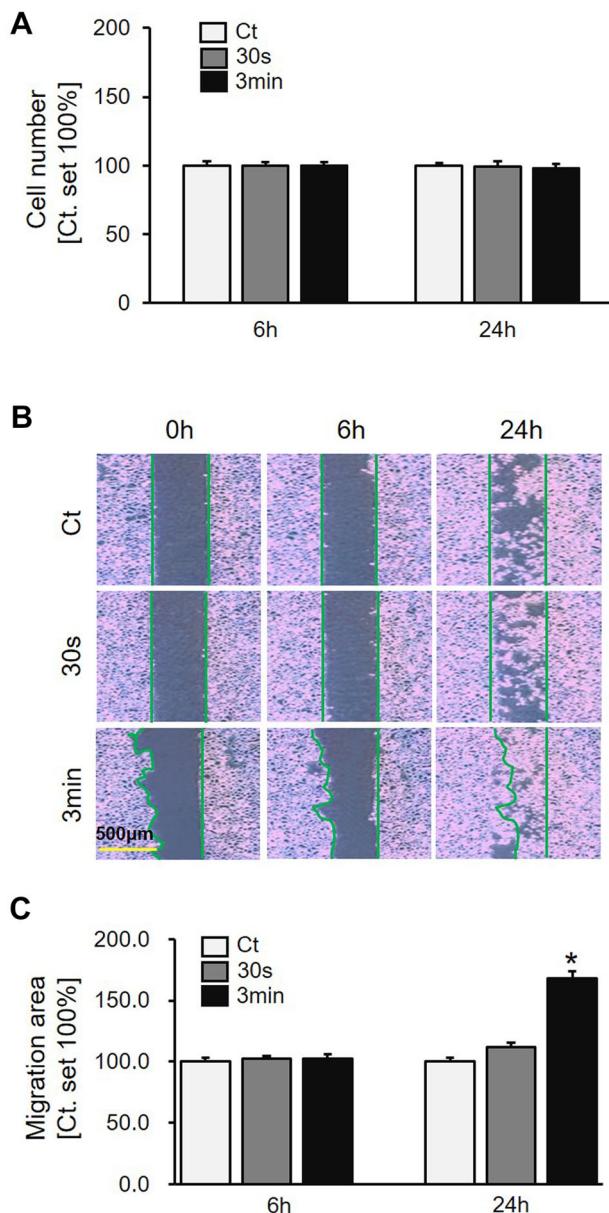 A
200
150
100
50
0
Cell number
[Ct. set 100%]
Ct
30s
3min
6h
24h
B
0h
6h
24h
Ct
30s
3min
500µm
C
200.0
150.0
100.0
50.0
0.0
Migration area
[Ct. set 100%]
Ct
30s
3min
*
6h
24h